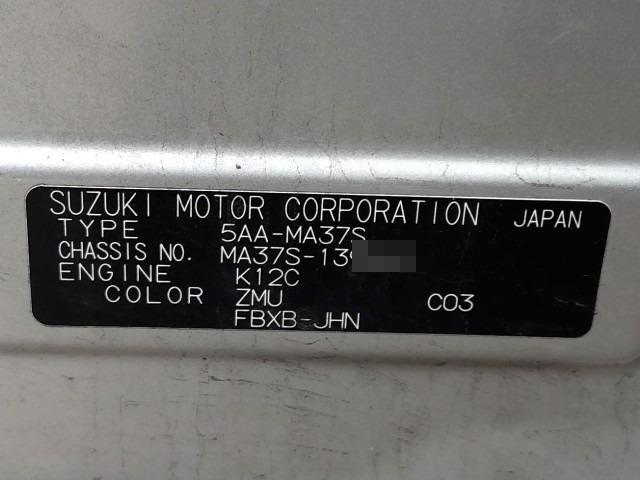 SUZUKI MOTOR CORPORATION JAPAN
TYPE 5AA-MA37S
CHASSIS NO. MA37S-13
ENGINE K12C
COLOR ZMU C03
FBXB-JHN